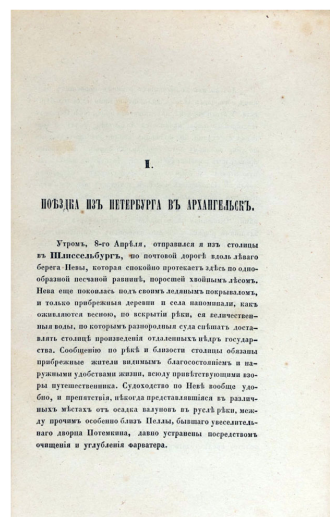 I.
ПОѢЗДКА ИЗЪ ПЕТЕРБУРГА ВЪ АРХАНГЕЛЬСКЪ.
Утромъ, 8-го Апрѣля, отправился я изъ столицы
въ Шлиссельбургъ, по почтовой дорогѣ вдоль лѣваго
берега Невы, которая спокойно протекаетъ здѣсь по одно-
образной песчаной равнинѣ, поросшей хвойнымъ лѣсомъ.
Нева еще покоилась подъ своимъ ледянымъ покрываломъ,
и только прибрежныя деревни и села напоминали, какъ
оживляются весною, по вскрытіи рѣки, ея величествен-
ныя волы, по которымъ разнородныя суда спѣшатъ доста-
влять столицѣ произведенія отдаленныхъ нѣдръ государ-
ства. Сообщенію по рѣкѣ и близости столицы обязаны
прибрежные жители видимымъ благосостояніемъ и на-
ружными удобствами жизни, всюду привѣтствующими взо-
ры путешественника. Судоходство по Невѣ вообще удоб-
но, и препятствія, нѣкогда представлявшіяся въ различ-
ныхъ мѣстахъ отъ осадка валуновъ въ руслѣ рѣки, меж-
ду прочимъ особенно близъ Пеллы, бывшаго увеселитель-
наго дворца Потемкина, давно устранены посредствомъ
очищенія и углубленія фарватера.